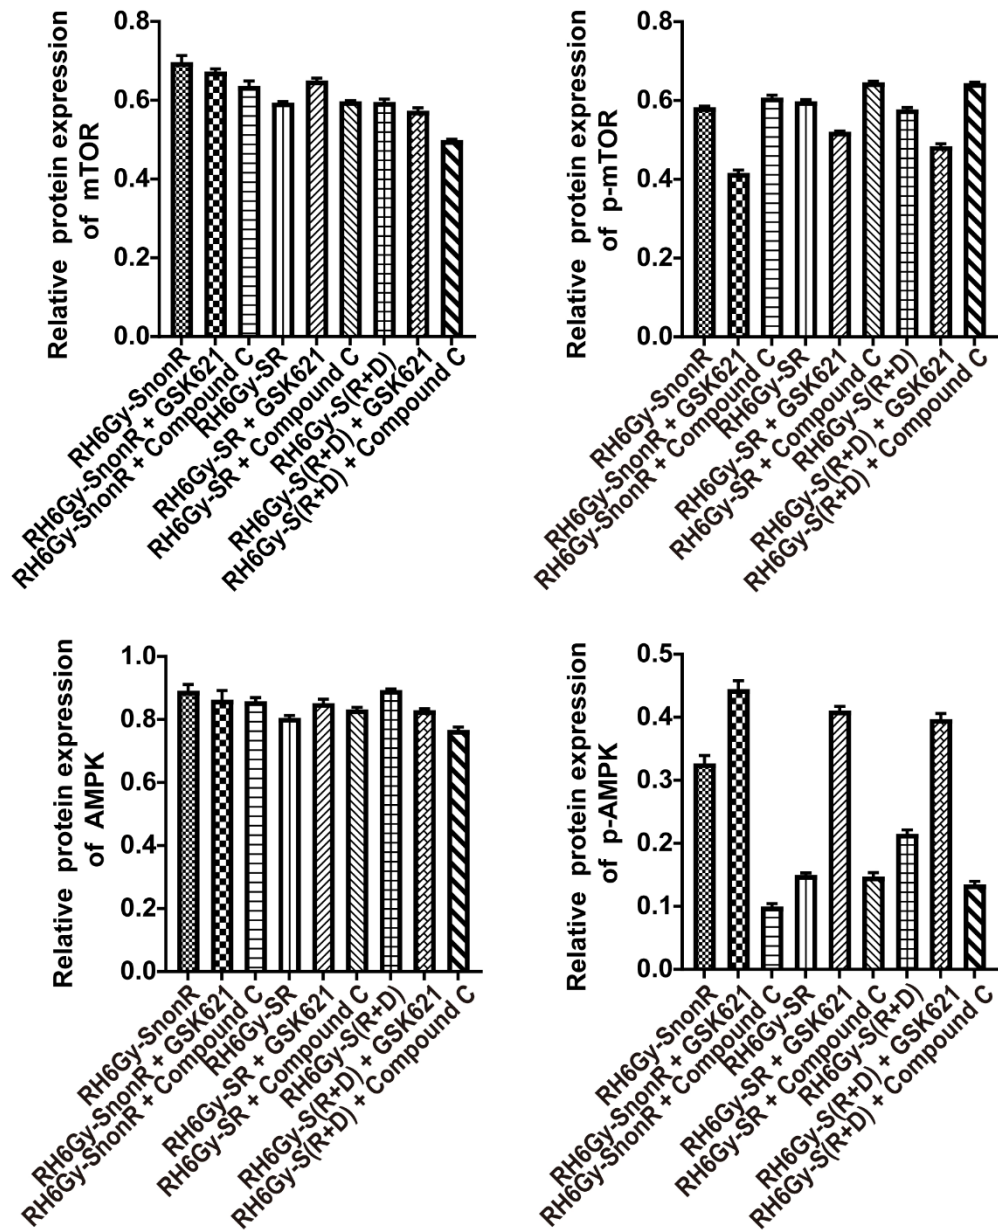 Relative protein expression
of mTOR
0.8
0.6
0.4
0.2
0.0
RH6Gy-SnonR
RH6Gy-SnonR + GSK621
RH6Gy-SnonR + Compound C
RH6Gy-SR
RH6Gy-SR + GSK621
RH6Gy-SR + Compound C
RH6Gy-S(R+D)
RH6Gy-S(R+D) + GSK621
RH6Gy-S(R+D) + Compound C
Relative protein expression
of p-mTOR
0.8
0.6
0.4
0.2
0.0
RH6Gy-SnonR
RH6Gy-SnonR + GSK621
RH6Gy-SnonR + Compound C
RH6Gy-SR
RH6Gy-SR + GSK621
RH6Gy-SR + Compound C
RH6Gy-S(R+D)
RH6Gy-S(R+D) + GSK621
RH6Gy-S(R+D) + Compound C
Relative protein expression
of AMPK
1.0
0.8
0.6
0.4
0.2
0.0
RH6Gy-SnonR
RH6Gy-SnonR + GSK621
RH6Gy-SnonR + Compound C
RH6Gy-SR
RH6Gy-SR + GSK621
RH6Gy-SR + Compound C
RH6Gy-S(R+D)
RH6Gy-S(R+D) + GSK621
RH6Gy-S(R+D) + Compound C
Relative protein expression
of p-AMPK
0.5
0.4
0.3
0.2
0.1
0.0
RH6Gy-SnonR
RH6Gy-SnonR + GSK621
RH6Gy-SnonR + Compound C
RH6Gy-SR
RH6Gy-SR + GSK621
RH6Gy-SR + Compound C
RH6Gy-S(R+D)
RH6Gy-S(R+D) + GSK621
RH6Gy-S(R+D) + Compound C